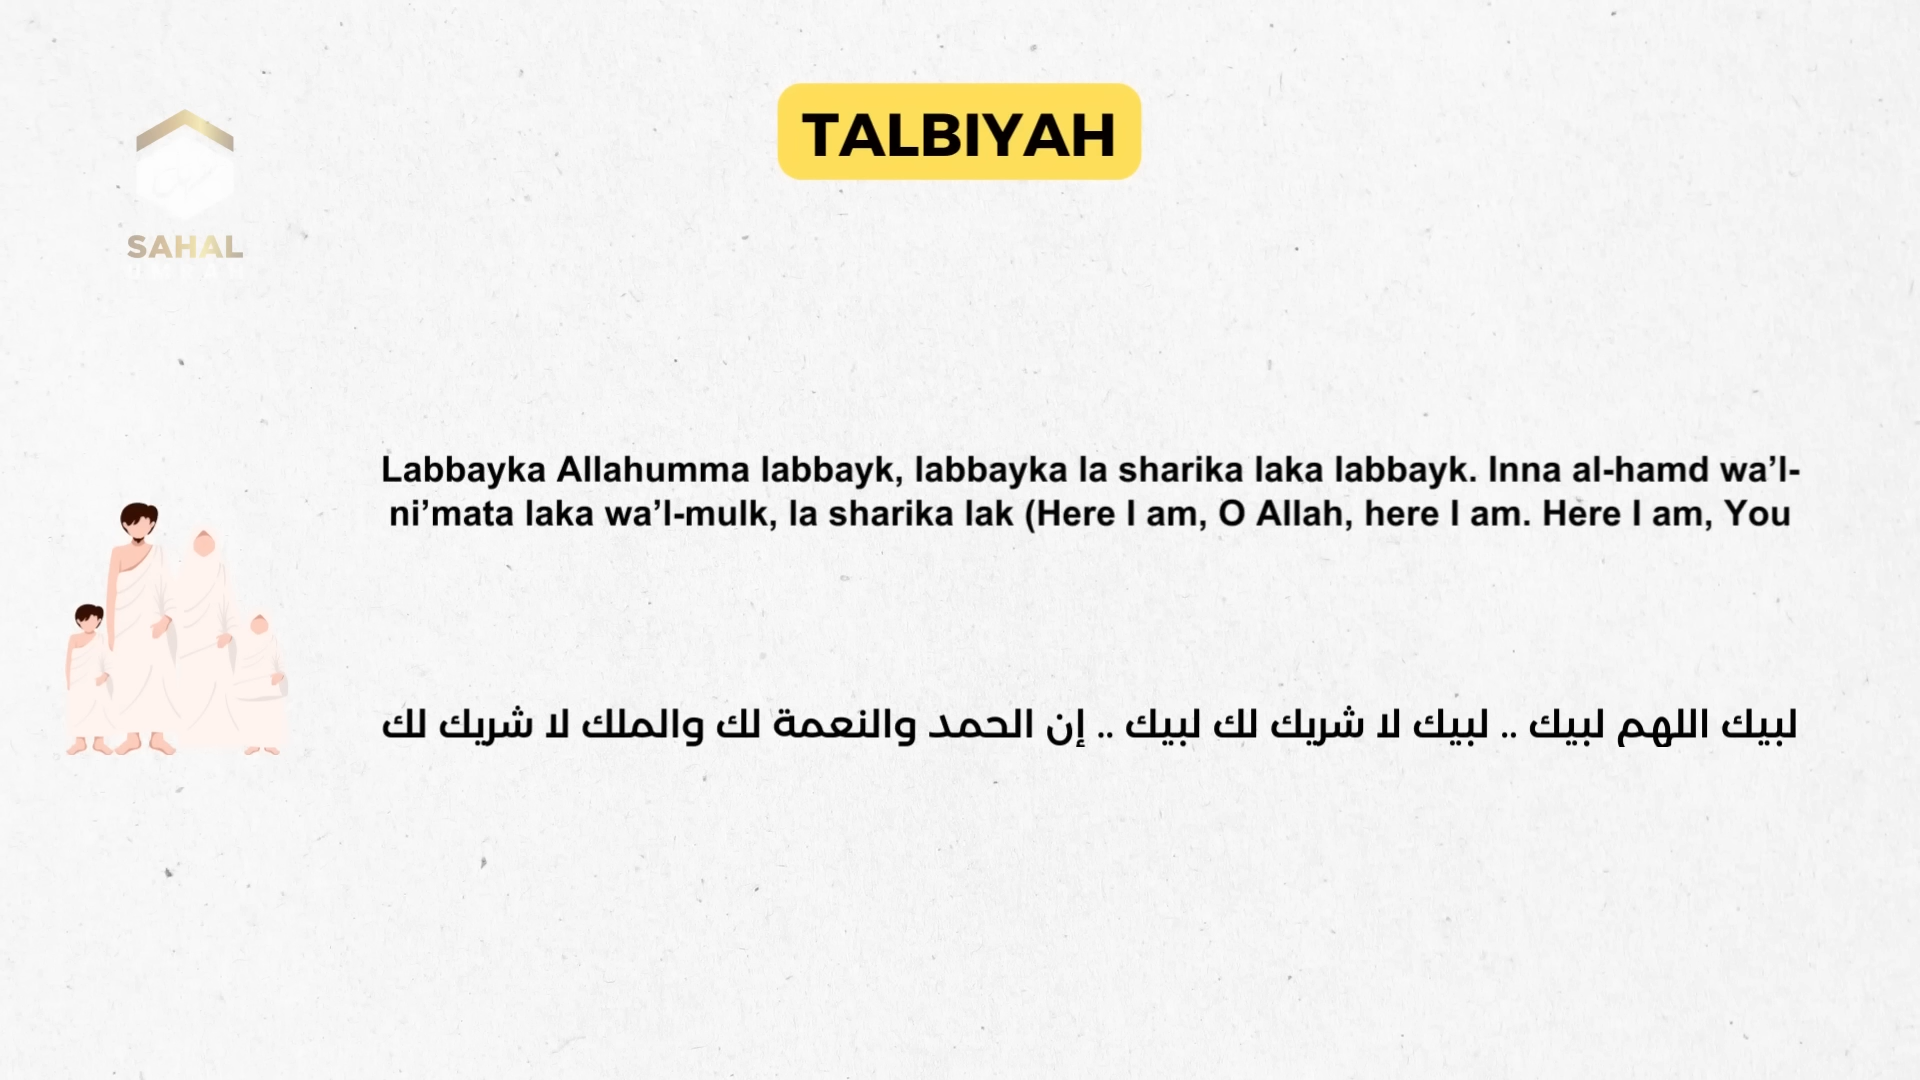 TALBIYAH
SAHAL
Labbayka Allahumma labbayk, labbayka la sharika laka labbayk. Inna al-hamd wa’l-
ni’mata laka wa’l-mulk, la sharika lak (Here I am, O Allah, here I am. Here I am, You
لبيك اللهم لبيك .. لبيك لا شريك لك لبيك .. إن الحمد والنعمة لك والملك لا شريك لك